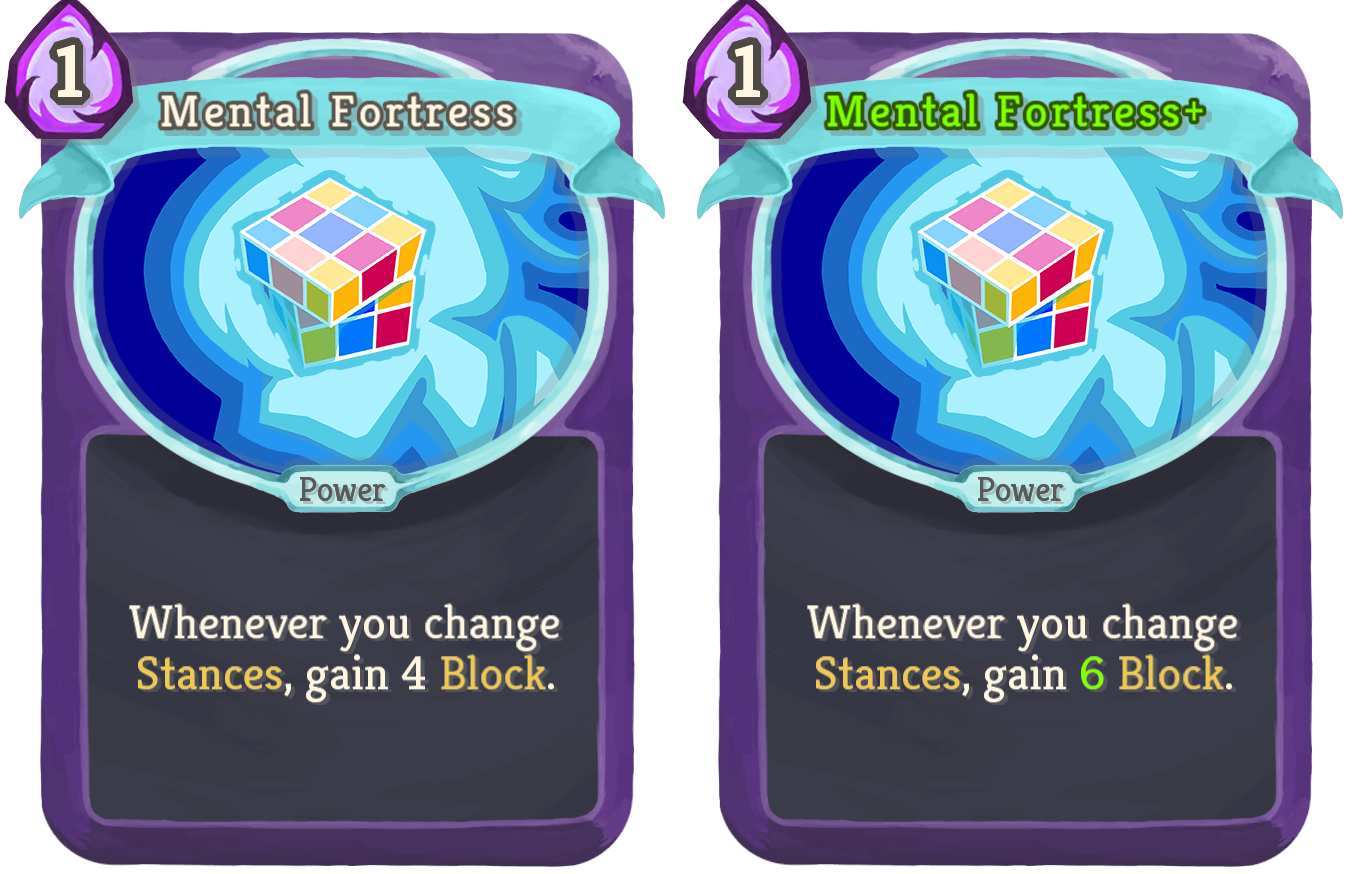 1
Mental Fortress
Power
Whenever you change
Stances, gain 4 Block.
1
Mental Fortress+
Power
Whenever you change
Stances, gain 6 Block.